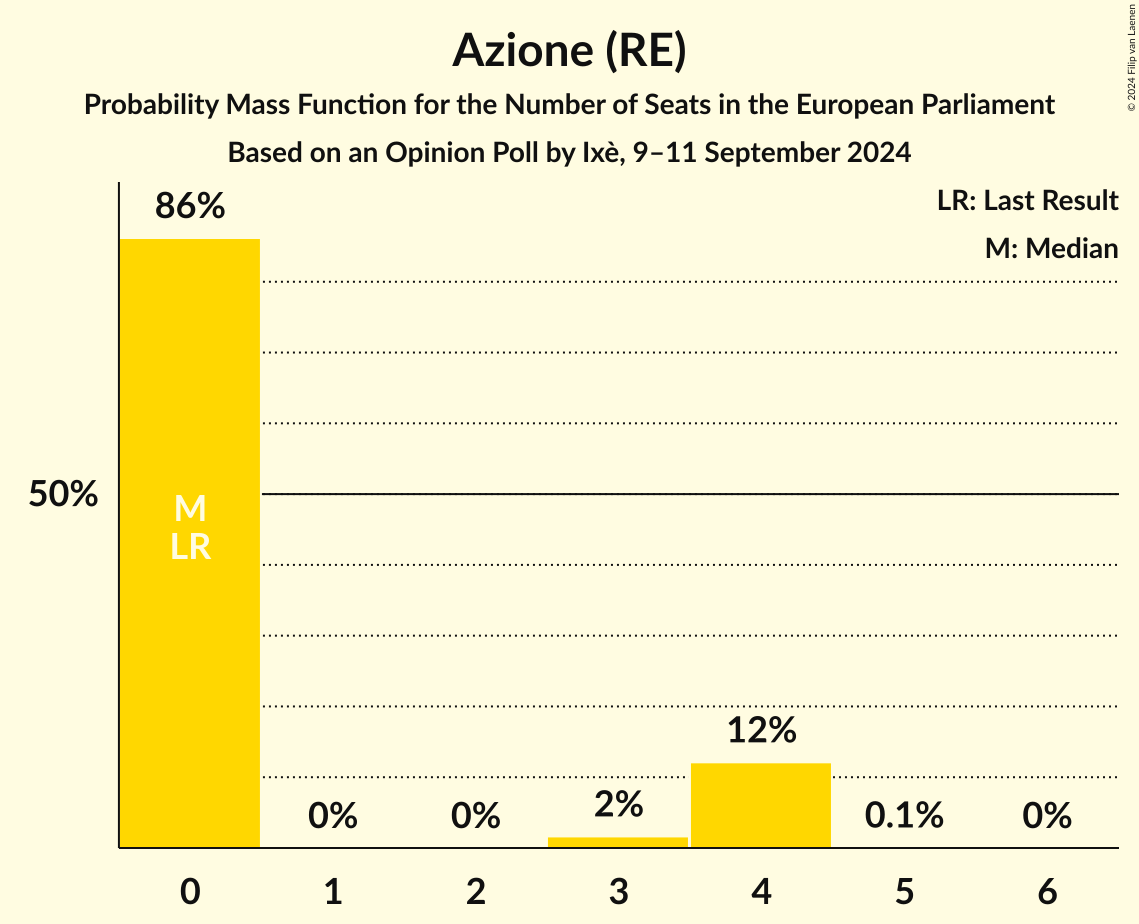 Azione (RE)
Probability Mass Function for the Number of Seats in the European Parliament
Based on an Opinion Poll by Ixè, 9–11 September 2024
© 2024 Filip van Laenen
LR: Last Result
M: Median
86%
50%
M
LR
0%
0%
2%
12%
0.1%
0%
0
1
2
3
4
5
6